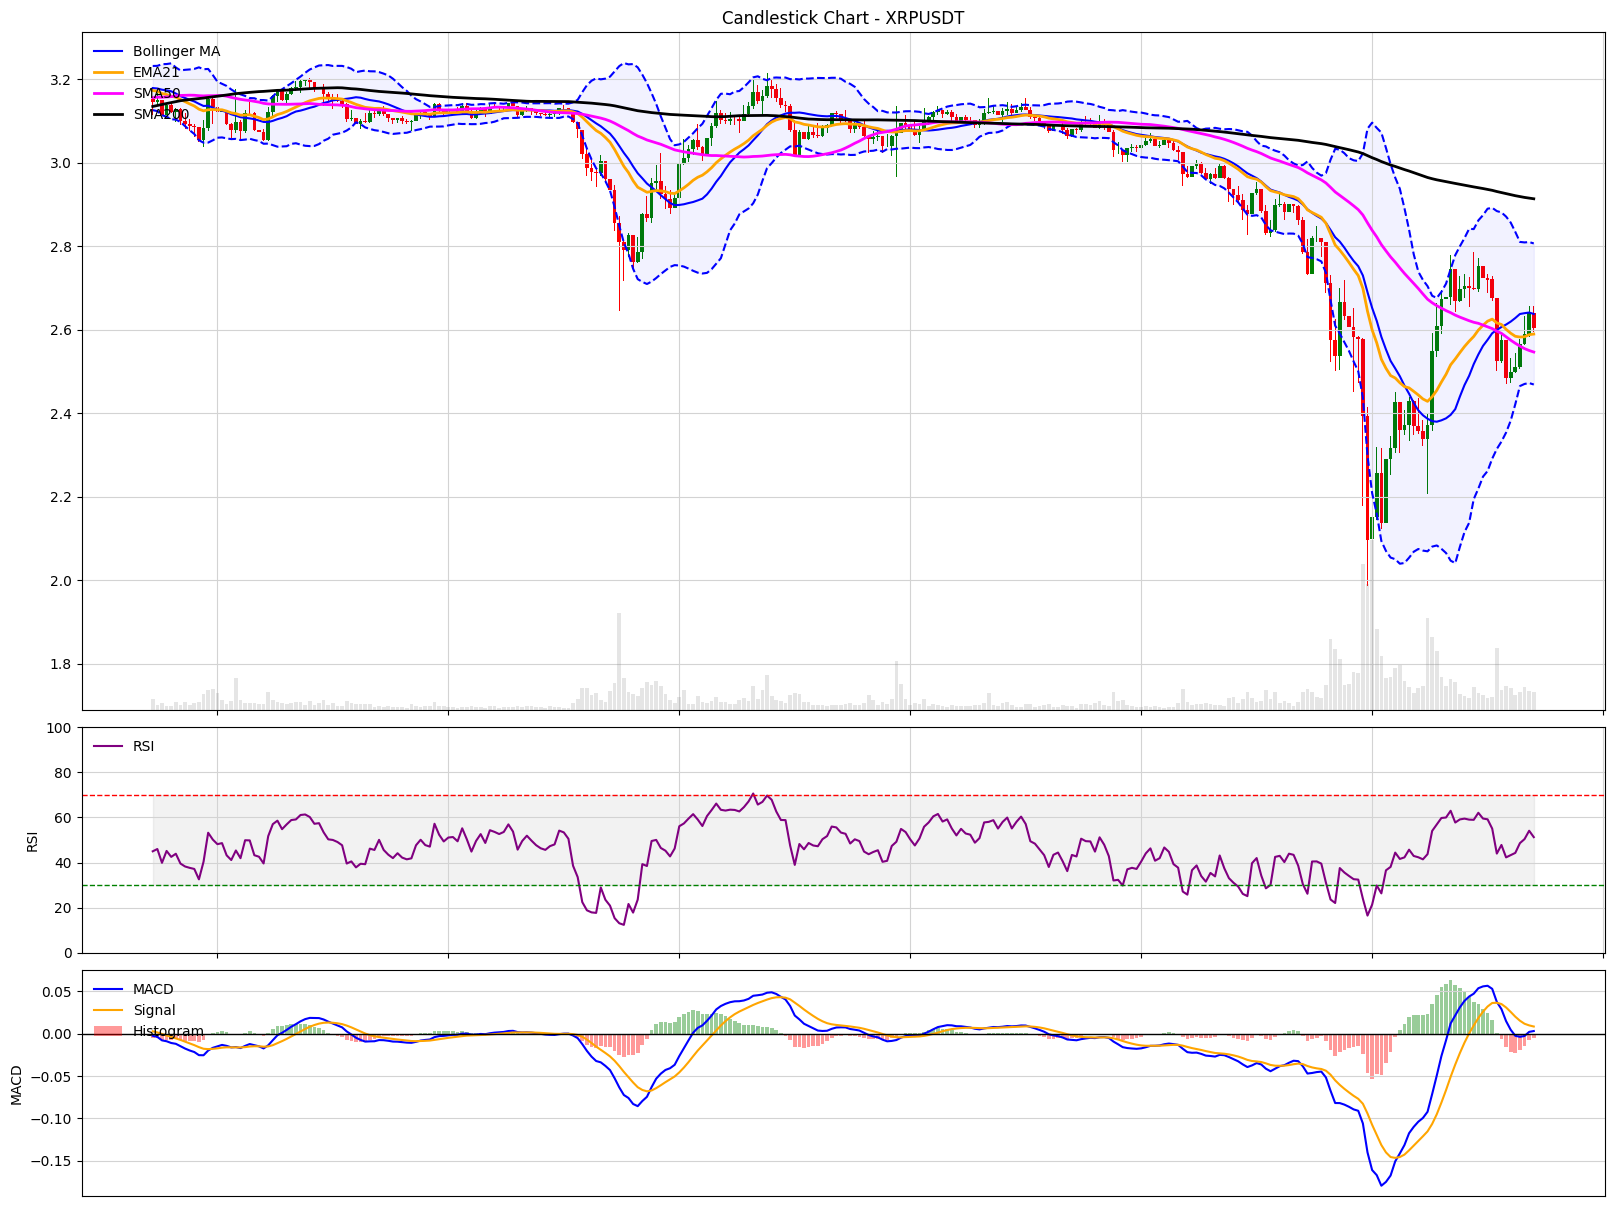 Candlestick Chart - XRPUSDT
Bollinger MA
EMA21
SMA50
SMA200
3.2
3.0
2.8
2.6
2.4
2.2
2.0
1.8
RSI
100
80
60
40
20
0
RSI
MACD
Signal
Histogram
0.05
0.00
−0.05
−0.10
−0.15
MACD